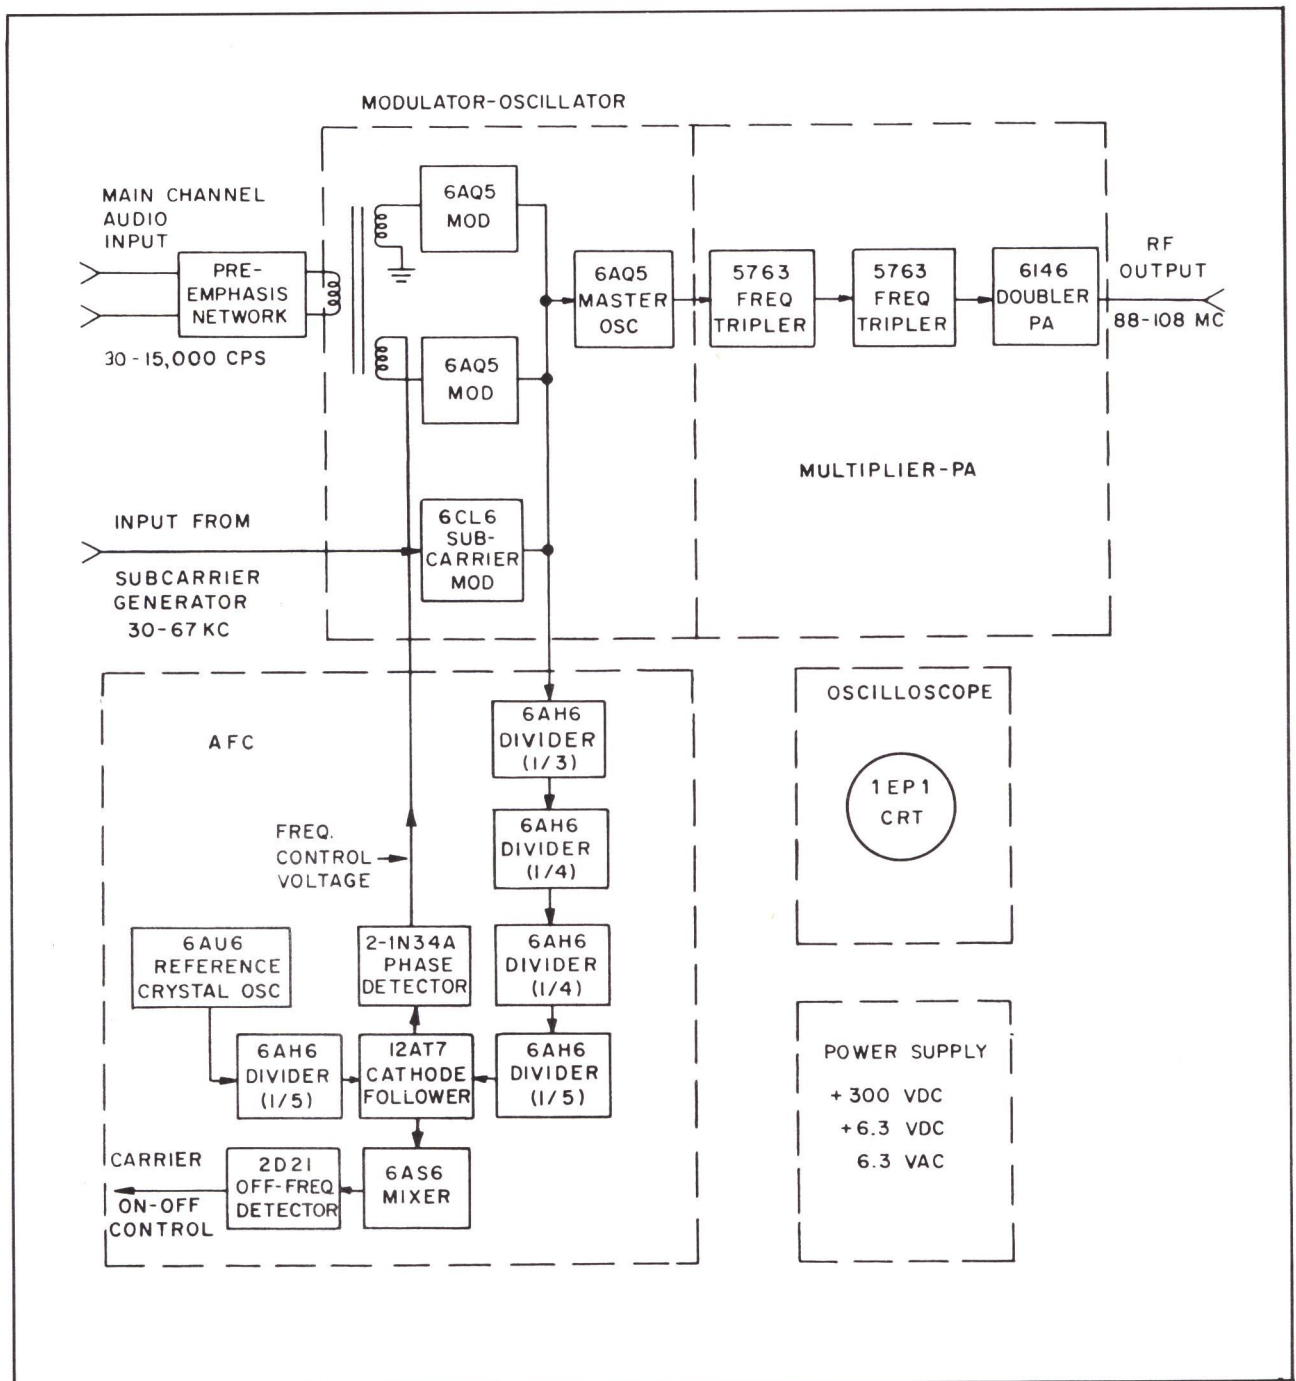 MODULATOR-OSCILLATOR
MAIN CHANNEL
AUDIO
INPUT
PRE-
EMPHASIS
NETWORK
30-15,000 CPS
6AQ5
MOD
6AQ5
MOD
6AQ5
MASTER
OSC
5763
FREQ
TRIPLER
5763
FREQ
TRIPLER
6146
DOUBLER
PA
RF
OUTPUT
88-108 MC
MULTIPLIER-PA
INPUT FROM
SUBCARRIER
GENERATOR
30-67 KC
6CL6
SUB-
CARRIER
MOD
AFC
6AH6
DIVIDER
(1/3)
6AH6
DIVIDER
(1/4)
6AH6
DIVIDER
(1/4)
6AH6
DIVIDER
(1/5)
FREQ.
CONTROL
VOLTAGE
6AU6
REFERENCE
CRYSTAL OSC
2-1N34A
PHASE
DETECTOR
6AH6
DIVIDER
(1/5)
12AT7
CATHODE
FOLLOWER
CARRIER
ON-OFF
CONTROL
2D21
OFF-FREQ
DETECTOR
6AS6
MIXER
OSCILLOSCOPE
1EP1
CRT
POWER SUPPLY
+300 VDC
+6.3 VDC
6.3 VAC